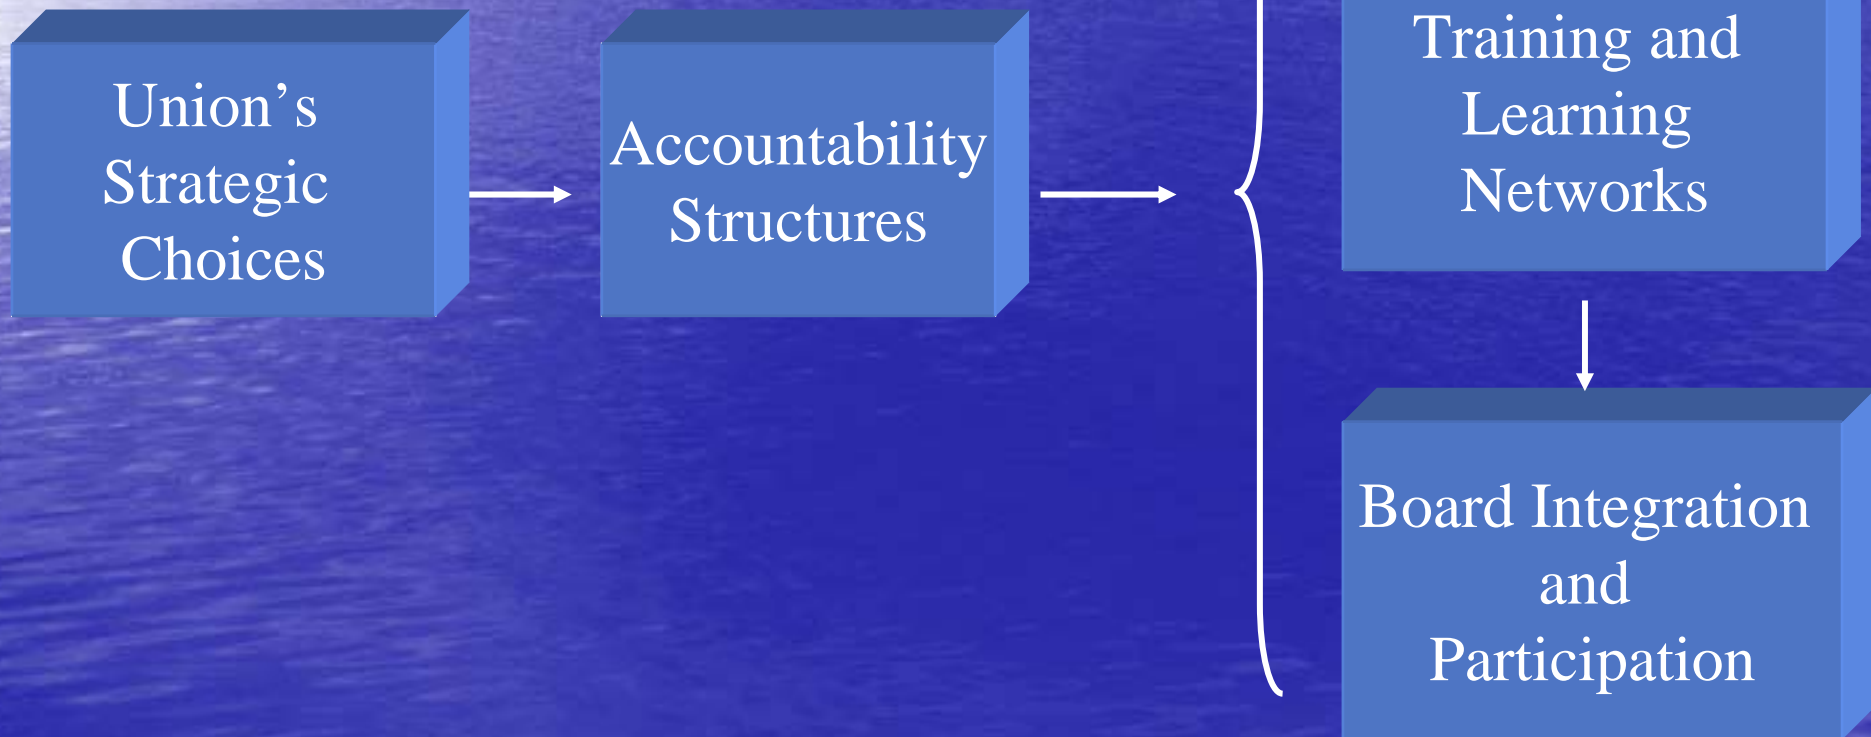 Union’s
Strategic
Choices
Accountability
Structures
Training and
Learning
Networks
Board Integration
and
Participation